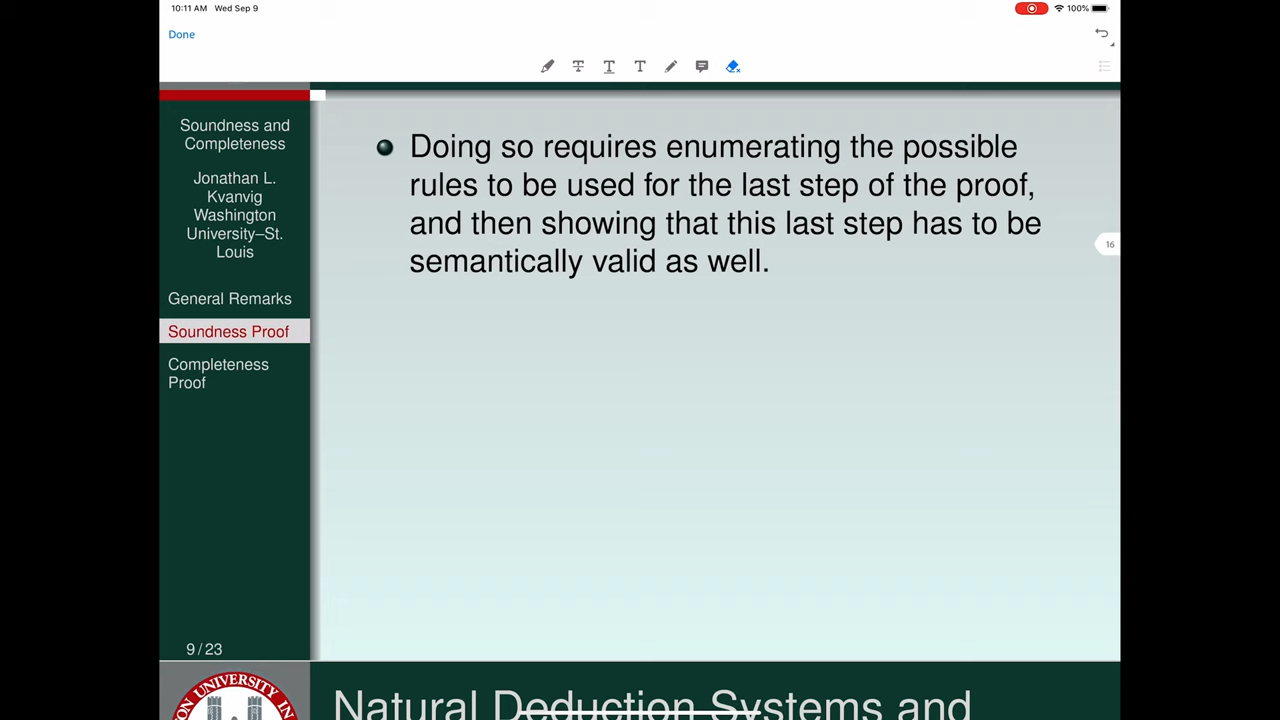 10:11 AM Wed Sep 9
100%
Done
Soundness and
Completeness
Jonathan L.
Kvanvig
Washington
University–St.
Louis
General Remarks
Soundness Proof
Completeness
Proof
9 / 23
Doing so requires enumerating the possible
rules to be used for the last step of the proof,
and then showing that this last step has to be
semantically valid as well.
16
UNIVERSITY IN
Natural Deduction Systems and